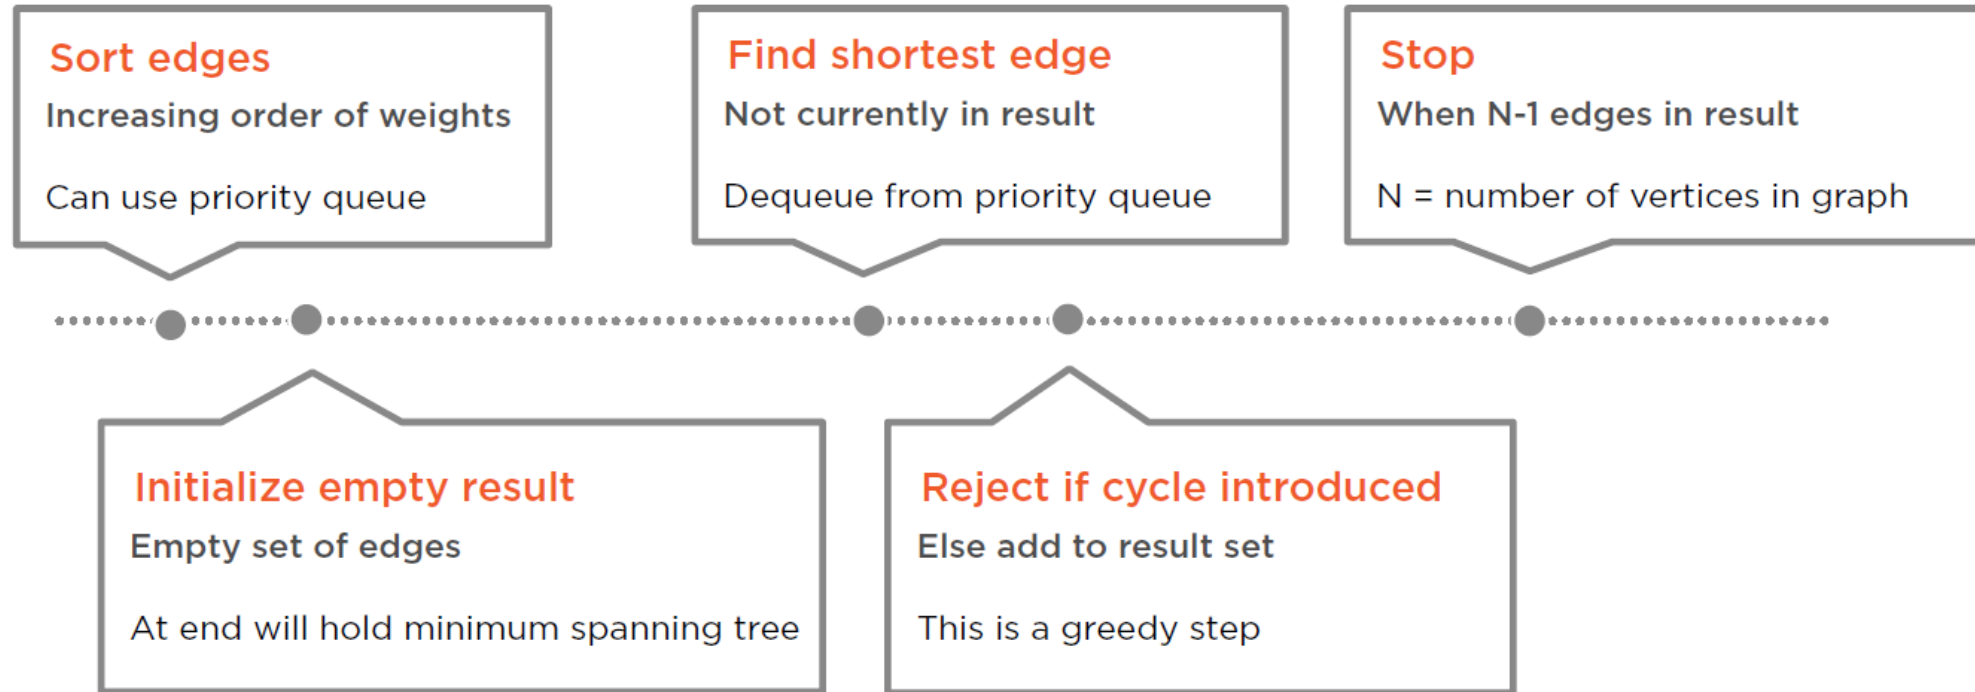 Sort edges
Increasing order of weights
Can use priority queue
Initialize empty result
Empty set of edges
At end will hold minimum spanning tree
Find shortest edge
Not currently in result
Dequeue from priority queue
Reject if cycle introduced
Else add to result set
This is a greedy step
Stop
When N-1 edges in result
N = number of vertices in graph